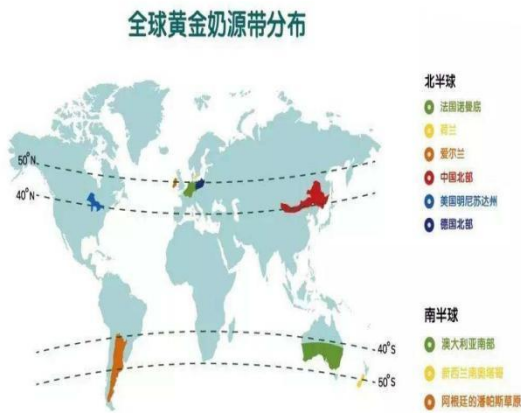 全球黄金奶源带分布
北半球
法国诺曼底
荷兰
爱尔兰
中国北部
美国明尼苏达州
德国北部
50°N
40°N
南半球
澳大利亚南部
新西兰南奥塔哥
阿根廷的潘帕斯草原
40°S
50°S